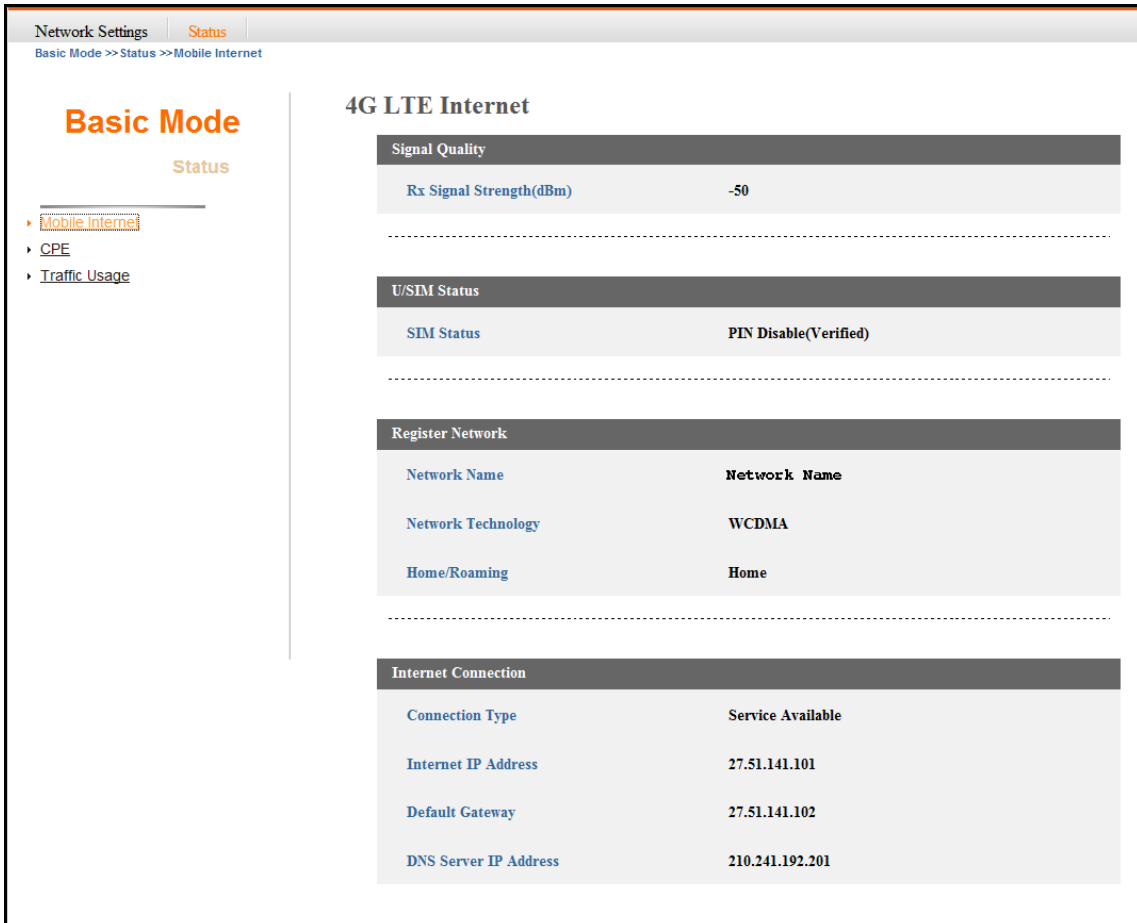 Network Settings Status
Basic Mode >> Status >> Mobile Internet
Basic Mode
Status
Mobile Internet
CPE
Traffic Usage
4G LTE Internet
Signal Quality
Rx Signal Strength(dBm) -50
U/SIM Status
SIM Status PIN Disable(Verified)
Register Network
Network Name Network Name
Network Technology WCDMA
Home/Roaming Home
Internet Connection
Connection Type Service Available
Internet IP Address 27.51.141.101
Default Gateway 27.51.141.102
DNS Server IP Address 210.241.192.201